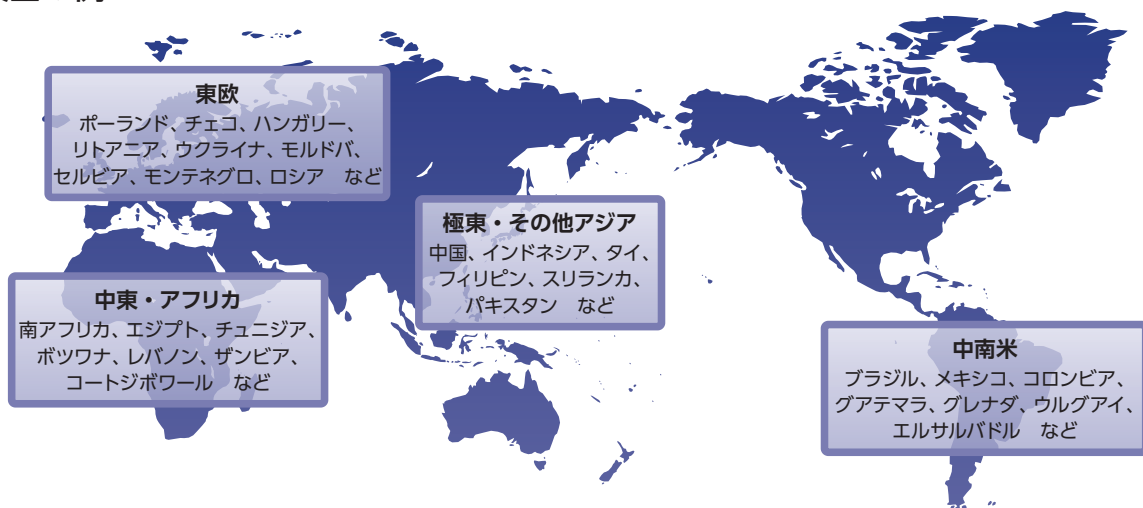 東欧
ポーランド、チェコ、ハンガリー、
リトアニア、ウクライナ、モルドバ、
セルビア、モンテネグロ、ロシア　など
極東・その他アジア
中国、インドネシア、タイ、
フィリピン、スリランカ、
パキスタン　など
中東・アフリカ
南アフリカ、エジプト、チュニジア、
ボツワナ、レバノン、ザンビア、
コートジボワール　など
中南米
ブラジル、メキシコ、コロンビア、
グアテマラ、グレナダ、ウルグアイ、
エルサルバドル　など